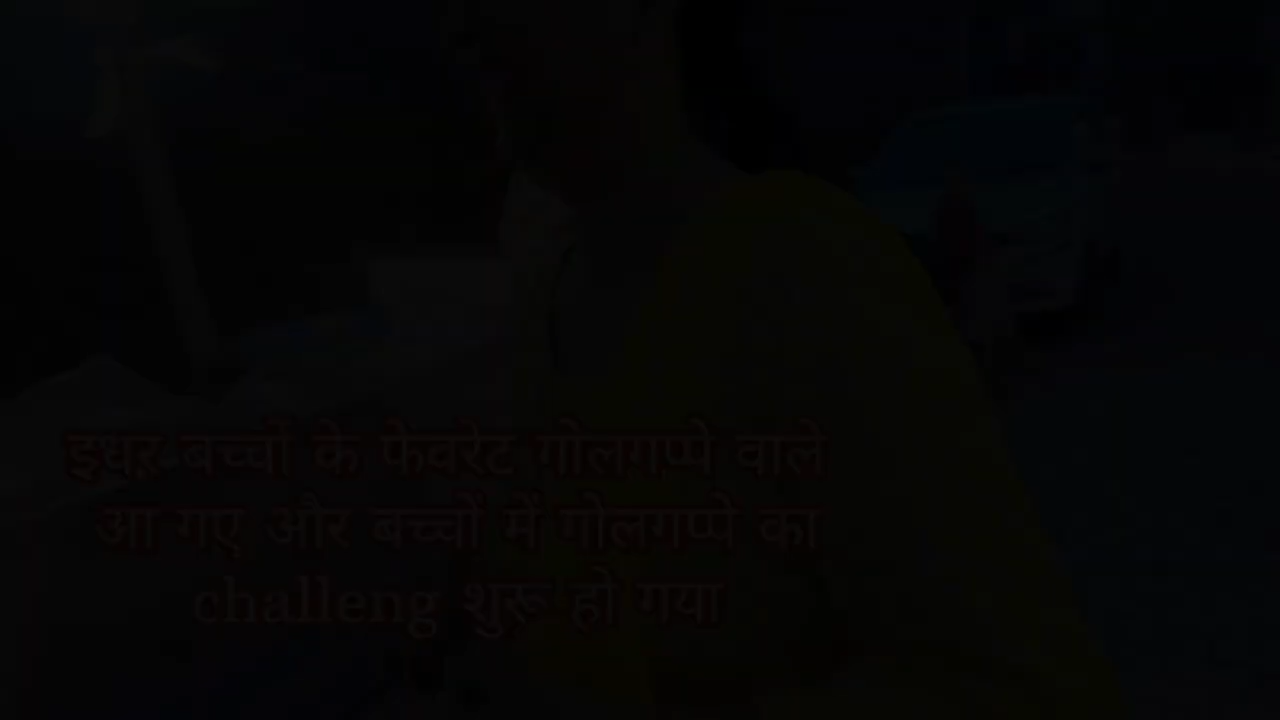 इधर बच्चों के फेवरेट गोलगप्पे वाले
आ गए और बच्चों में गोलगप्पे का
challeng शुरू हो गया